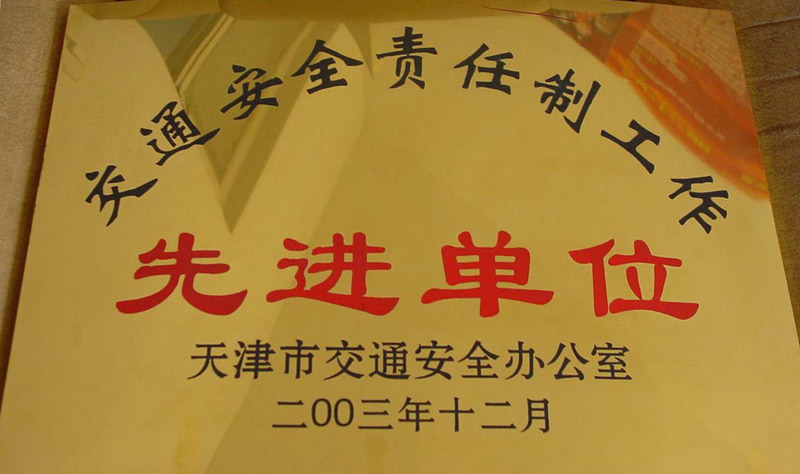 交通安全责任制工作
先进单位
天津市交通安全办公室
二00三年十二月